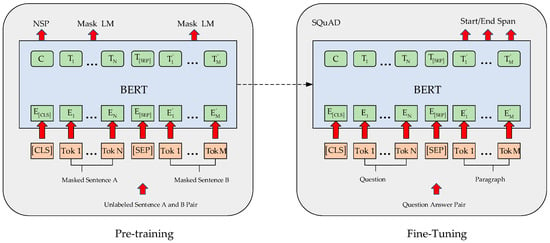 NSP Mask LM Mask LM
C T1 ... TN T[SEP] T'1 ... T'M
BERT
E[CLS] E1 ... EN E[SEP] E'1 ... E'M
[CLS] Tok 1 ... Tok N [SEP] Tok 1 ... Tok M
Masked Sentence A Masked Sentence B
Unlabeled Sentence A and B Pair
Pre-training
SQuAD Start/End Span
C T1 ... TN T[SEP] T'1 ... T'M
BERT
E[CLS] E1 ... EN E[SEP] E'1 ... E'M
[CLS] Tok 1 ... Tok N [SEP] Tok 1 ... Tok M
Question Paragraph
Question Answer Pair
Fine-Tuning